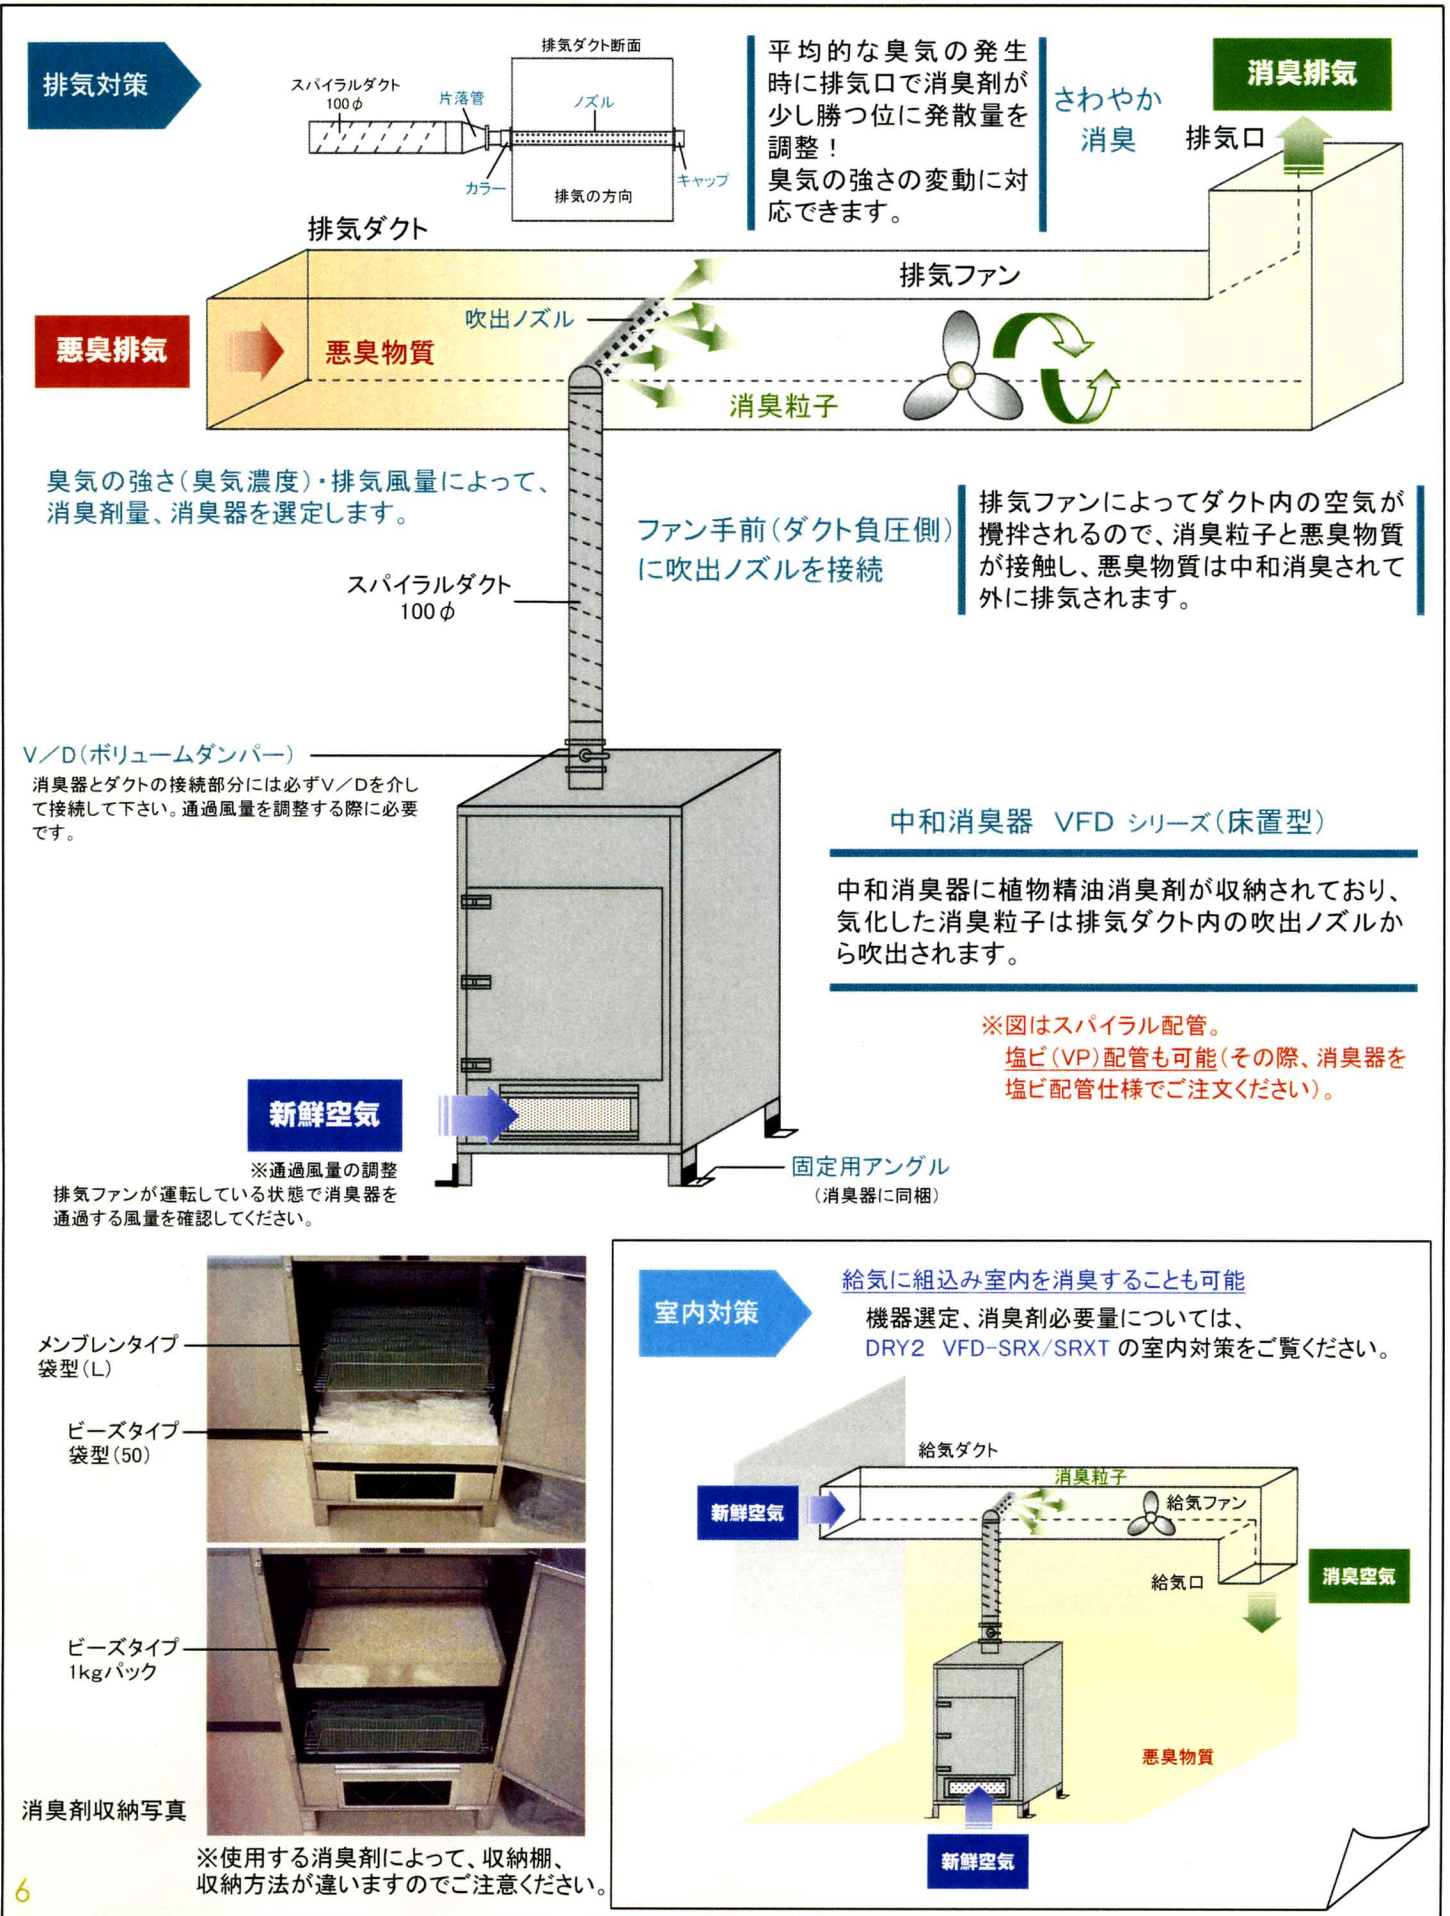 排気対策
排気ダクト断面
スパイラルダクト
100φ
片落管
ノズル
カラー
キャップ
排気の方向
平均的な臭気の発生
時に排気口で消臭剤が
少し勝つ位に発散量を
調整！
臭気の強さの変動に対
応できます。
さわやか
消臭
消臭排気
排気口
排気ダクト
排気ファン
吹出ノズル
悪臭排気
悪臭物質
消臭粒子
臭気の強さ（臭気濃度）・排気風量によって、
消臭剤量、消臭器を選定します。
ファン手前（ダクト負圧側）
に吹出ノズルを接続
排気ファンによってダクト内の空気が
攪拌されるので、消臭粒子と悪臭物質
が接触し、悪臭物質は中和消臭されて
外に排気されます。
スパイラルダクト
100φ
V／D（ボリュームダンパー）
消臭器とダクトの接続部分には必ずV／Dを介し
て接続して下さい。通過風量を調整する際に必要
です。
中和消臭器 VFD シリーズ（床置型）
中和消臭器に植物精油消臭剤が収納されており、
気化した消臭粒子は排気ダクト内の吹出ノズルか
ら吹出されます。
※図はスパイラル配管。
塩ビ（VP）配管も可能（その際、消臭器を
塩ビ配管仕様でご注文ください）。
新鮮空気
※通過風量の調整
排気ファンが運転している状態で消臭器を
通過する風量を確認してください。
固定用アングル
（消臭器に同梱）
メンブレンタイプ
袋型（L）
ビーズタイプ
袋型（50）
ビーズタイプ
1kgパック
消臭剤収納写真
※使用する消臭剤によって、収納棚、
収納方法が違いますのでご注意ください。
室内対策
給気に組込み室内を消臭することも可能
機器選定、消臭剤必要量については、
DRY2 VFD-SRX/SRXT の室内対策をご覧ください。
給気ダクト
消臭粒子
新鮮空気
給気ファン
給気口
消臭空気
悪臭物質
新鮮空気
6